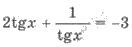 2tgx + 1/tgx = -3